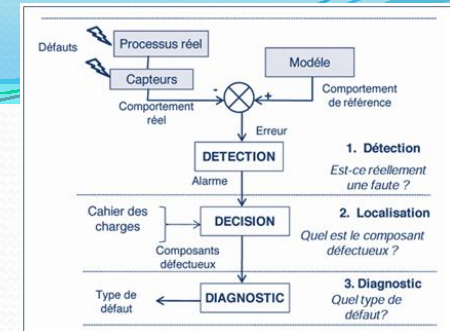 Défauts
Processus réel
Capteurs
Modéle
Comportement
réel
-
+
Comportement
de référence
Erreur
DETECTION
1. Détection
Est-ce réellement
une faute ?
Alarme
Cahier des
charges
DECISION
2. Localisation
Quel est le composant
défectueux ?
Composants
défectueux
Type de
défaut
DIAGNOSTIC
3. Diagnostic
Quel type de
défaut?